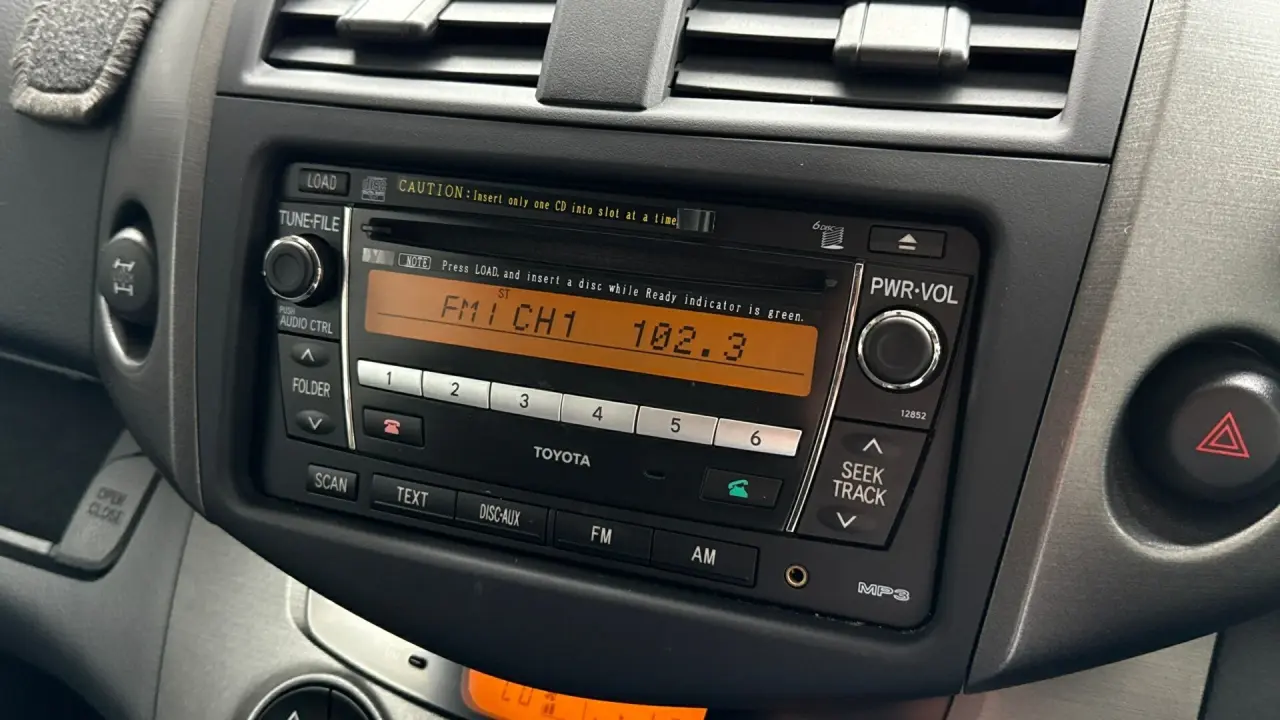 LOAD
CAUTION: Insert only one CD into slot at a time
6 DISC
TUNE·FILE
NOTE Press LOAD, and insert a disc while Ready indicator is green.
PWR·VOL
ST
FM1 CH1 102.3
PUSH
AUDIO CTRL
1 2 3 4 5 6
FOLDER
12852
TOYOTA
SEEK
TRACK
SCAN
TEXT
DISC·AUX
FM
AM
MP3
OPEN
CLOSE